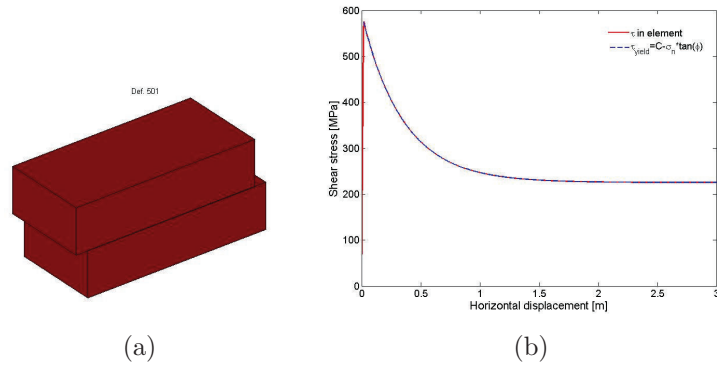 Def. 501
600
500
400
300
200
100
0
Shear stress [MPa]
τ in element
τyield=C-σn*tan(ϕ)
0 0.5 1 1.5 2 2.5 3
Horizontal displacement [m]
(a) (b)